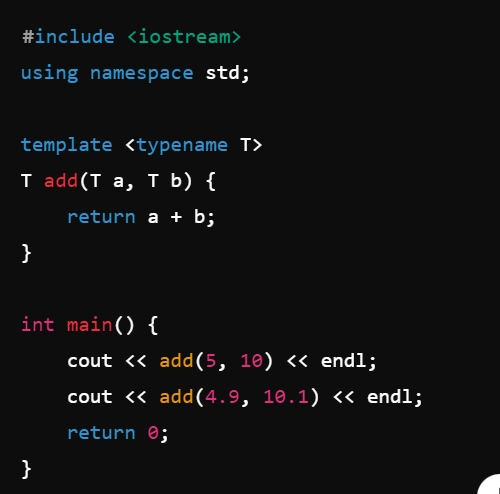 #include <iostream>
using namespace std;
template <typename T>
T add(T a, T b) {
return a + b;
}
int main() {
cout << add(5, 10) << endl;
cout << add(4.9, 10.1) << endl;
return 0;
}